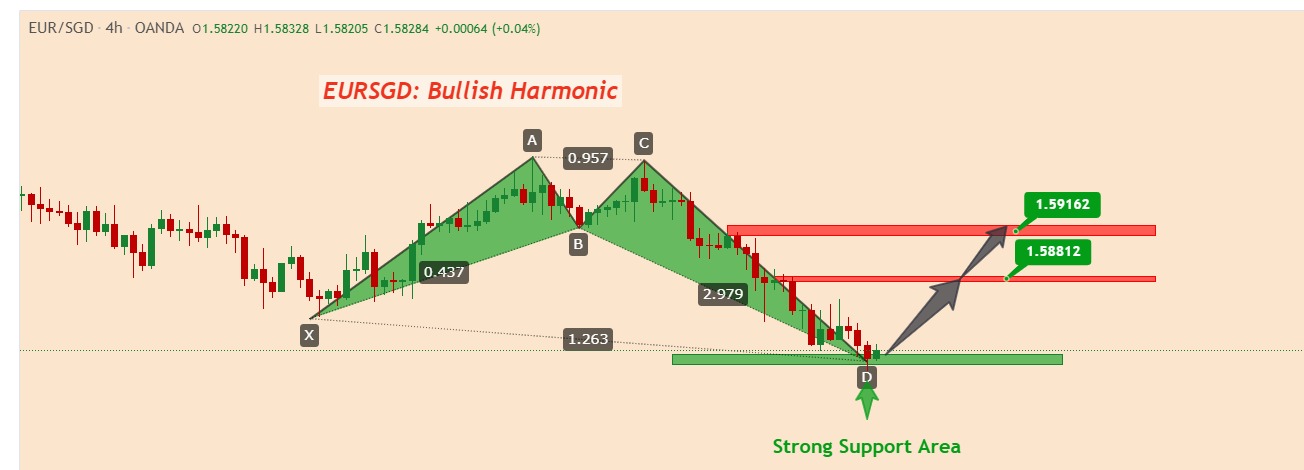 EUR/SGD · 4h · OANDA O1.58220 H1.58328 L1.58205 C1.58284 +0.00064 (+0.04%)
EURSGD: Bullish Harmonic
A
C
0.957
1.59162
B
1.58812
0.437
2.979
X
1.263
D
Strong Support Area